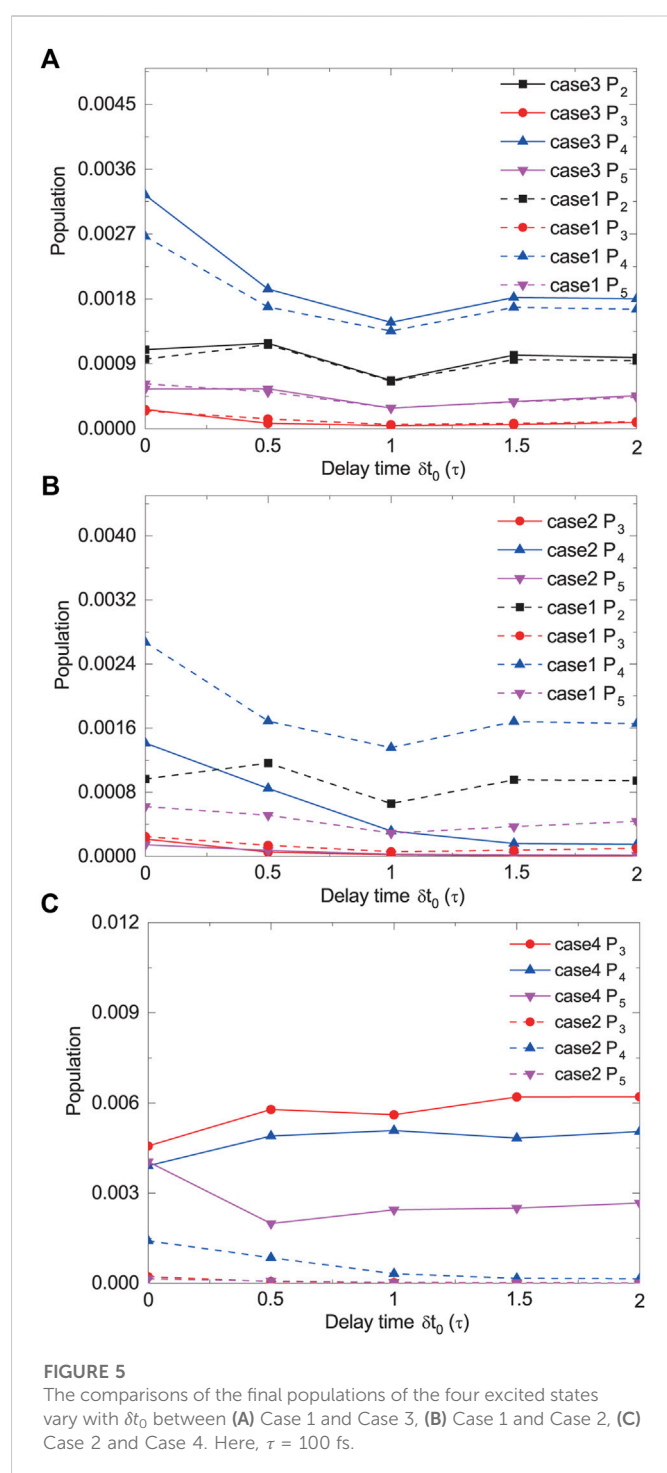 A
0.0045
0.0036
0.0027
0.0018
0.0009
0.0000
Population
case3 P₂
case3 P₃
case3 P₄
case3 P₅
case1 P₂
case1 P₃
case1 P₄
case1 P₅
0 0.5 1 1.5 2
Delay time δt₀ (τ)
B
0.0040
0.0032
0.0024
0.0016
0.0008
0.0000
Population
case2 P₃
case2 P₄
case2 P₅
case1 P₂
case1 P₃
case1 P₄
case1 P₅
0 0.5 1 1.5 2
Delay time δt₀ (τ)
C
0.012
0.009
0.006
0.003
0.000
Population
case4 P₃
case4 P₄
case4 P₅
case2 P₃
case2 P₄
case2 P₅
0 0.5 1 1.5 2
Delay time δt₀ (τ)
FIGURE 5
The comparisons of the final populations of the four excited states
vary with δt₀ between (A) Case 1 and Case 3, (B) Case 1 and Case 2, (C)
Case 2 and Case 4. Here, τ = 100 fs.